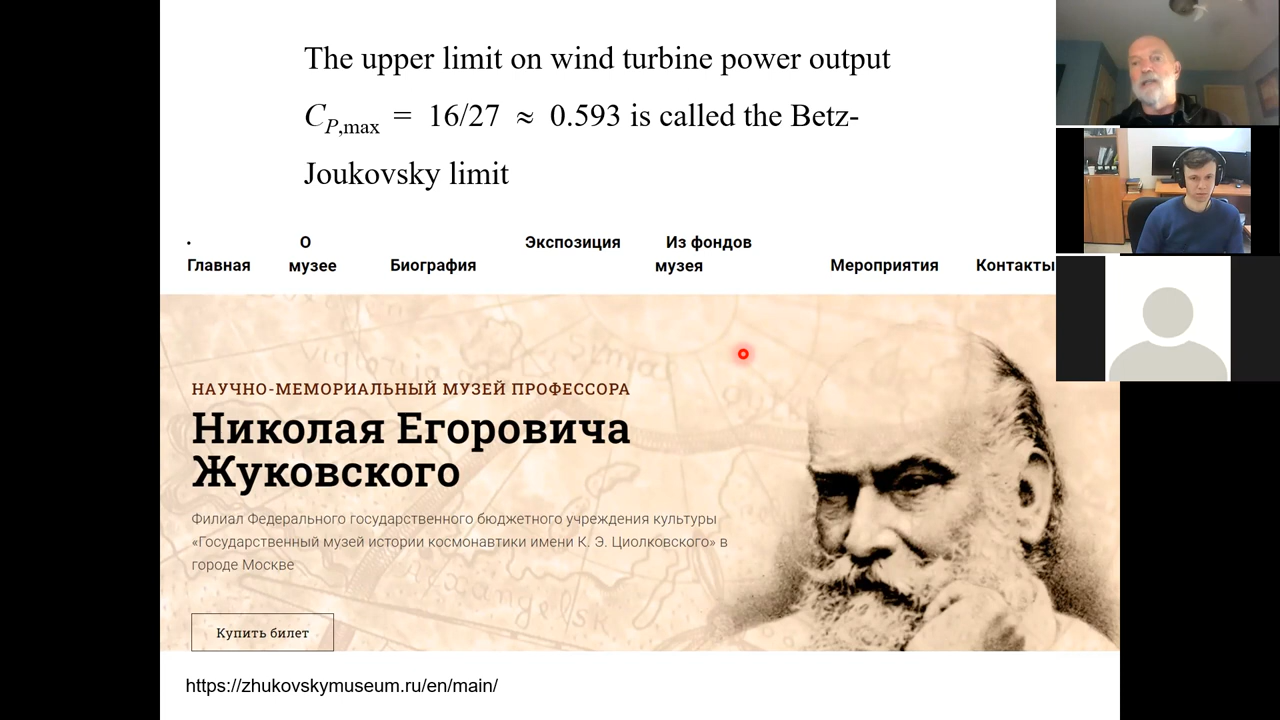 The upper limit on wind turbine power output
C_{P,max} = 16/27 ≈ 0.593 is called the Betz-
Joukovsky limit
• Главная
О музее
Биография
Экспозиция
Из фондов музея
Мероприятия
Контакты
НАУЧНО-МЕМОРИАЛЬНЫЙ МУЗЕЙ ПРОФЕССОРА
Николая Егоровича
Жуковского
Филиал Федерального государственного бюджетного учреждения культуры
«Государственный музей истории космонавтики имени К. Э. Циолковского» в
городе Москве
Купить билет
https://zhukovskymuseum.ru/en/main/